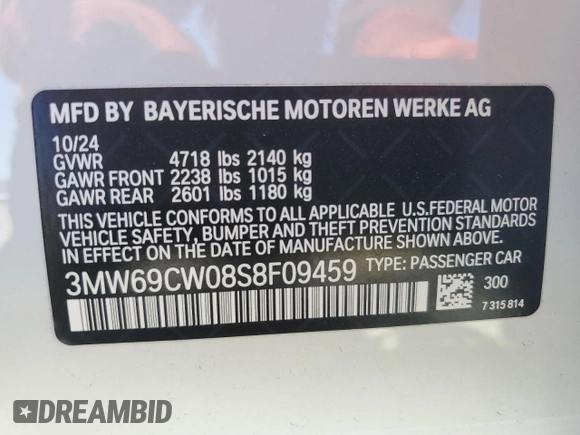 MFD BY BAYERISCHE MOTOREN WERKE AG
10/24
GVWR 4718 lbs 2140 kg
GAWR FRONT 2238 lbs 1015 kg
GAWR REAR 2601 lbs 1180 kg
THIS VEHICLE CONFORMS TO ALL APPLICABLE U.S.FEDERAL MOTOR
VEHICLE SAFETY, BUMPER AND THEFT PREVENTION STANDARDS
IN EFFECT ON THE DATE OF MANUFACTURE SHOWN ABOVE.
3MW69CW08S8F09459 TYPE: PASSENGER CAR
300
7 315 814
DREAMBID